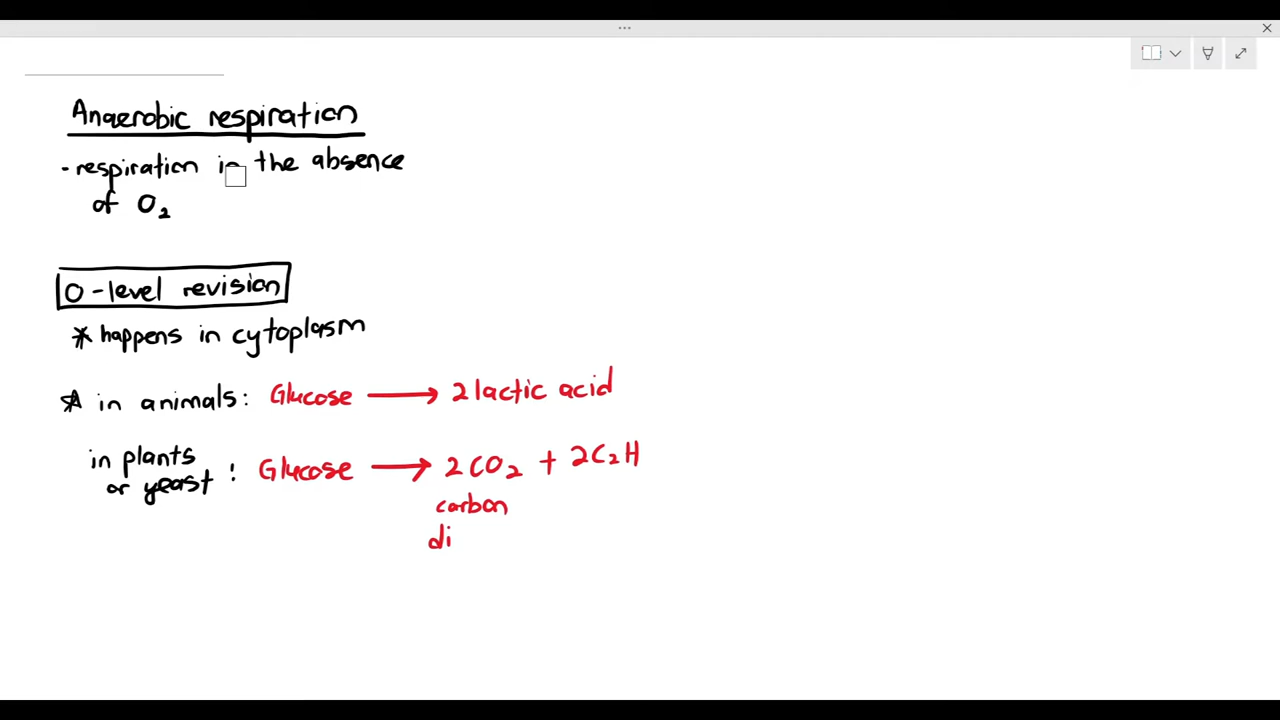 Anaerobic respiration
- respiration in the absence
of O₂
O-level revision
* happens in cytoplasm
* in animals: Glucose → 2 lactic acid
in plants
or yeast : Glucose → 2CO₂ + 2C₂H
carbon
di